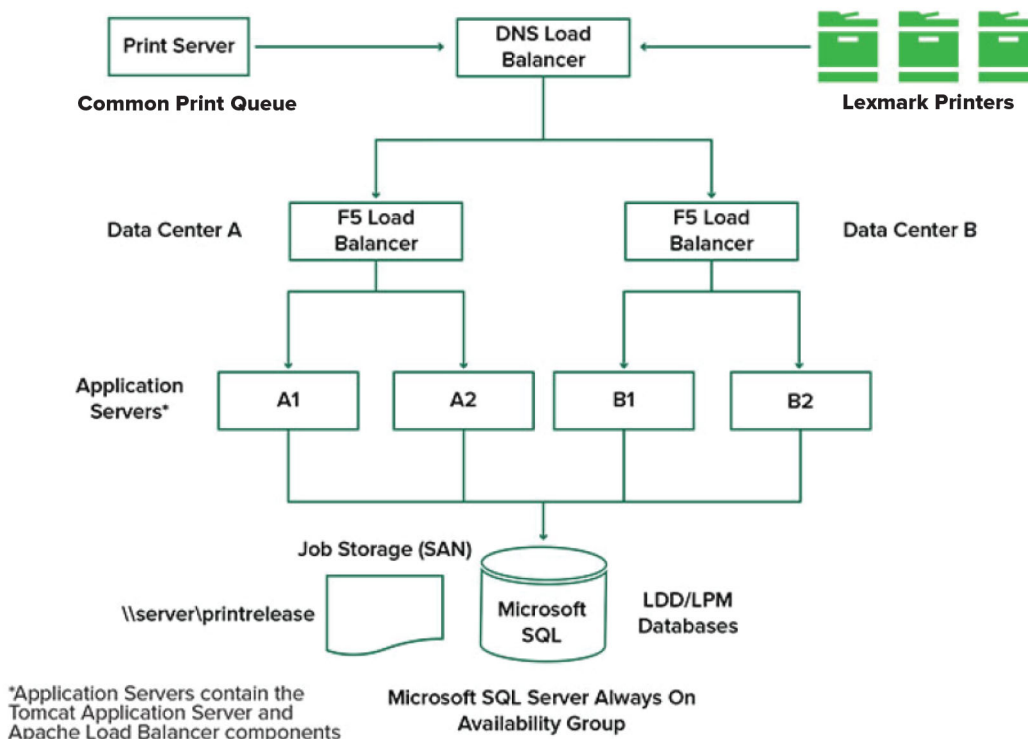 Print Server
DNS Load
Balancer
Common Print Queue
Lexmark Printers
Data Center A
F5 Load
Balancer
F5 Load
Balancer
Data Center B
Application
Servers*
A1
A2
B1
B2
Job Storage (SAN)
\\server\printrelease
Microsoft
SQL
LDD/LPM
Databases
*Application Servers contain the
Tomcat Application Server and
Apache Load Balancer components
Microsoft SQL Server Always On
Availability Group